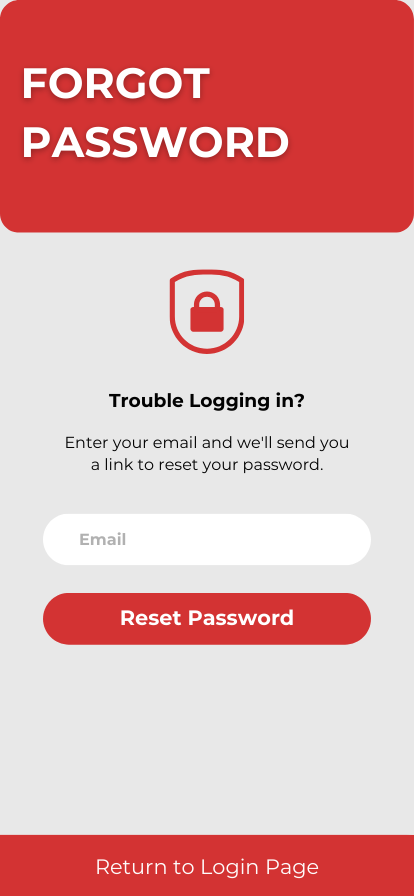 FORGOT
PASSWORD
Trouble Logging in?
Enter your email and we'll send you
a link to reset your password.
Email
Reset Password
Return to Login Page